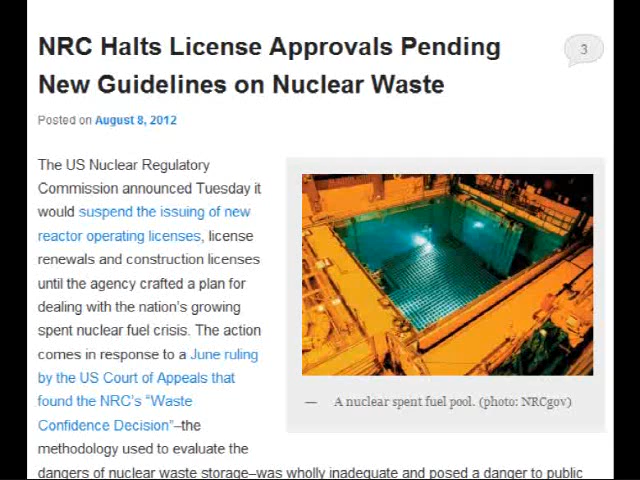 NRC Halts License Approvals Pending
New Guidelines on Nuclear Waste
3
Posted on August 8, 2012
The US Nuclear Regulatory
Commission announced Tuesday it
would suspend the issuing of new
reactor operating licenses, license
renewals and construction licenses
until the agency crafted a plan for
dealing with the nation's growing
spent nuclear fuel crisis. The action
comes in response to a June ruling
by the US Court of Appeals that
found the NRC's “Waste
Confidence Decision”–the
methodology used to evaluate the
— A nuclear spent fuel pool. (photo: NRCgov)
dangers of nuclear waste storage–was wholly inadequate and posed a danger to public